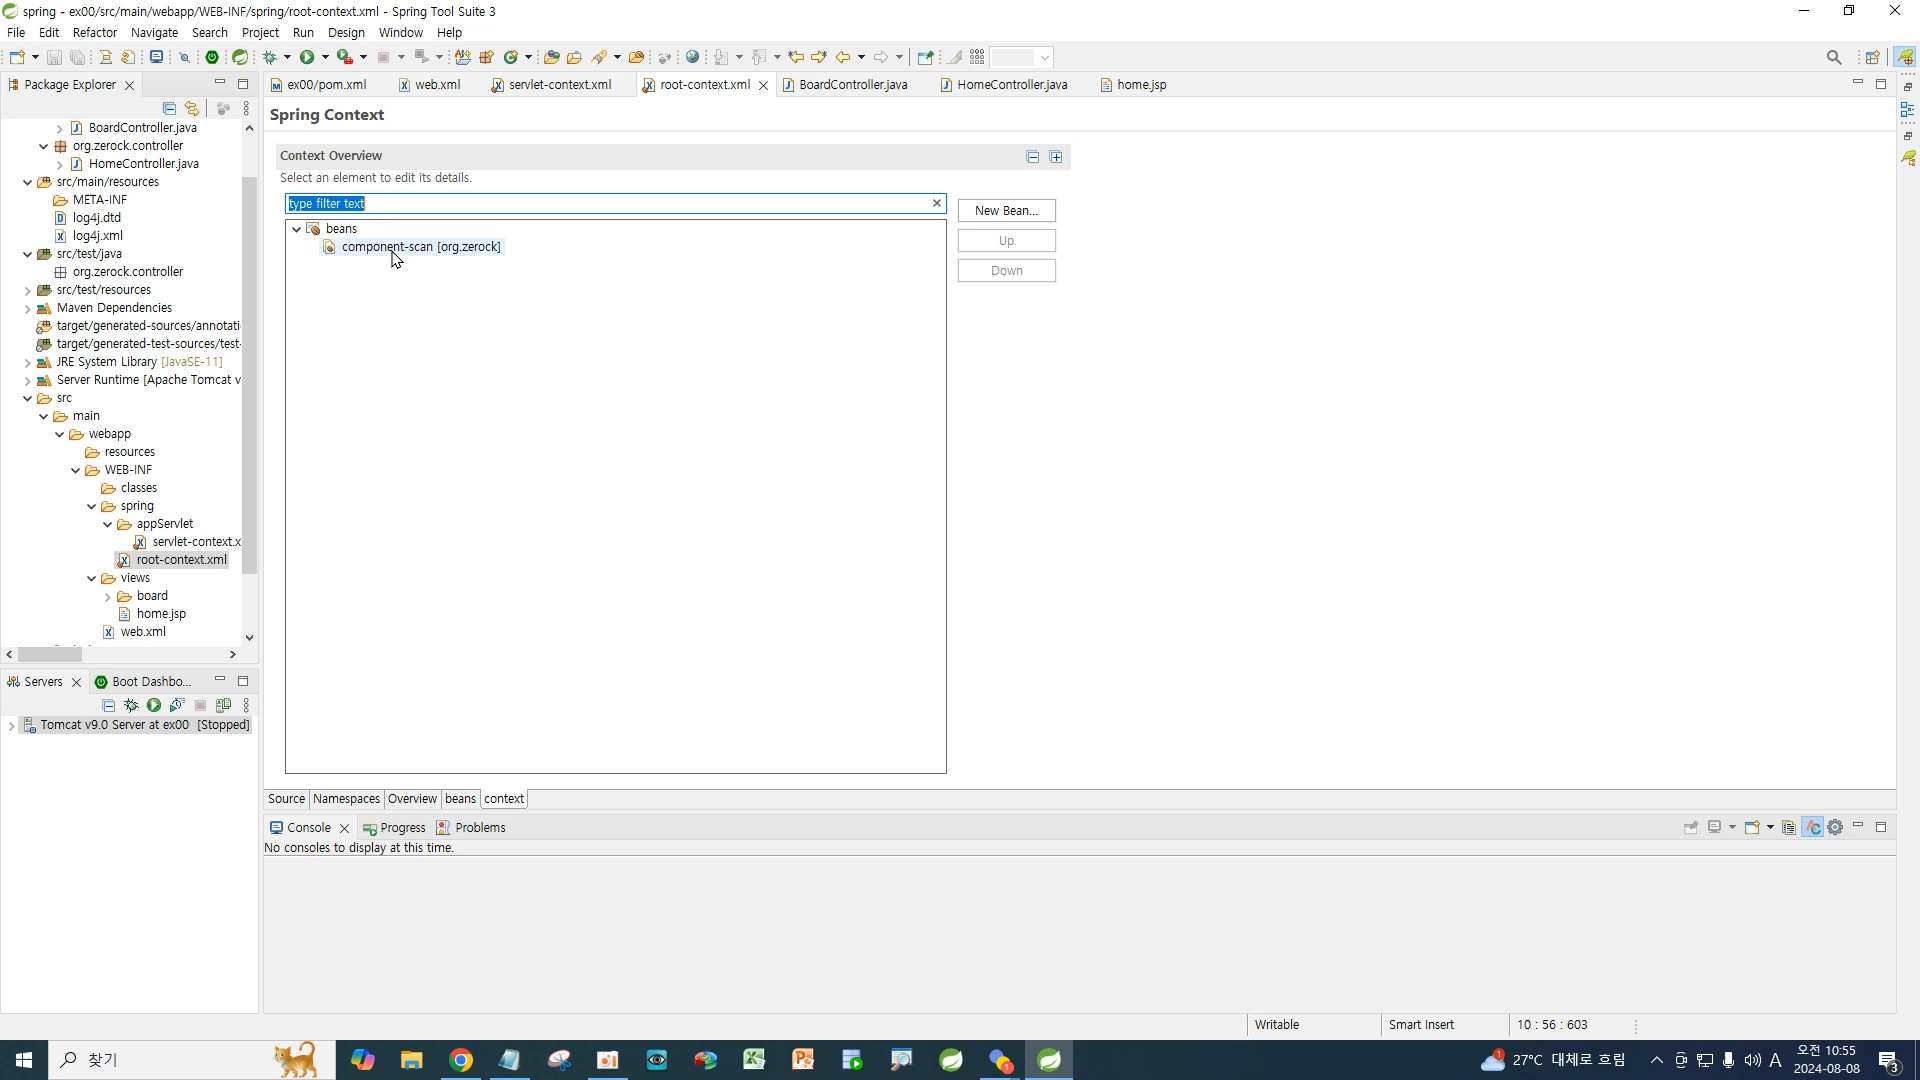 spring - ex00/src/main/webapp/WEB-INF/spring/root-context.xml - Spring Tool Suite 3
File Edit Refactor Navigate Search Project Run Design Window Help
Package Explorer
ex00/pom.xml web.xml servlet-context.xml root-context.xml BoardController.java HomeController.java home.jsp
BoardController.java
org.zerock.controller
HomeController.java
src/main/resources
META-INF
log4j.dtd
log4j.xml
src/test/java
org.zerock.controller
src/test/resources
Maven Dependencies
target/generated-sources/annotati
target/generated-test-sources/test-
JRE System Library [JavaSE-11]
Server Runtime [Apache Tomcat v
src
main
webapp
resources
WEB-INF
classes
spring
appServlet
servlet-context.x
root-context.xml
views
board
home.jsp
web.xml
Spring Context
Context Overview
Select an element to edit its details.
type filter text
beans
component-scan [org.zerock]
New Bean...
Up
Down
Source Namespaces Overview beans context
Servers Boot Dashbo...
Tomcat v9.0 Server at ex00 [Stopped]
Console Progress Problems
No consoles to display at this time.
Writable Smart Insert 10 : 56 : 603
찾기
27°C 대체로 흐림
A
오전 10:55
2024-08-08
3